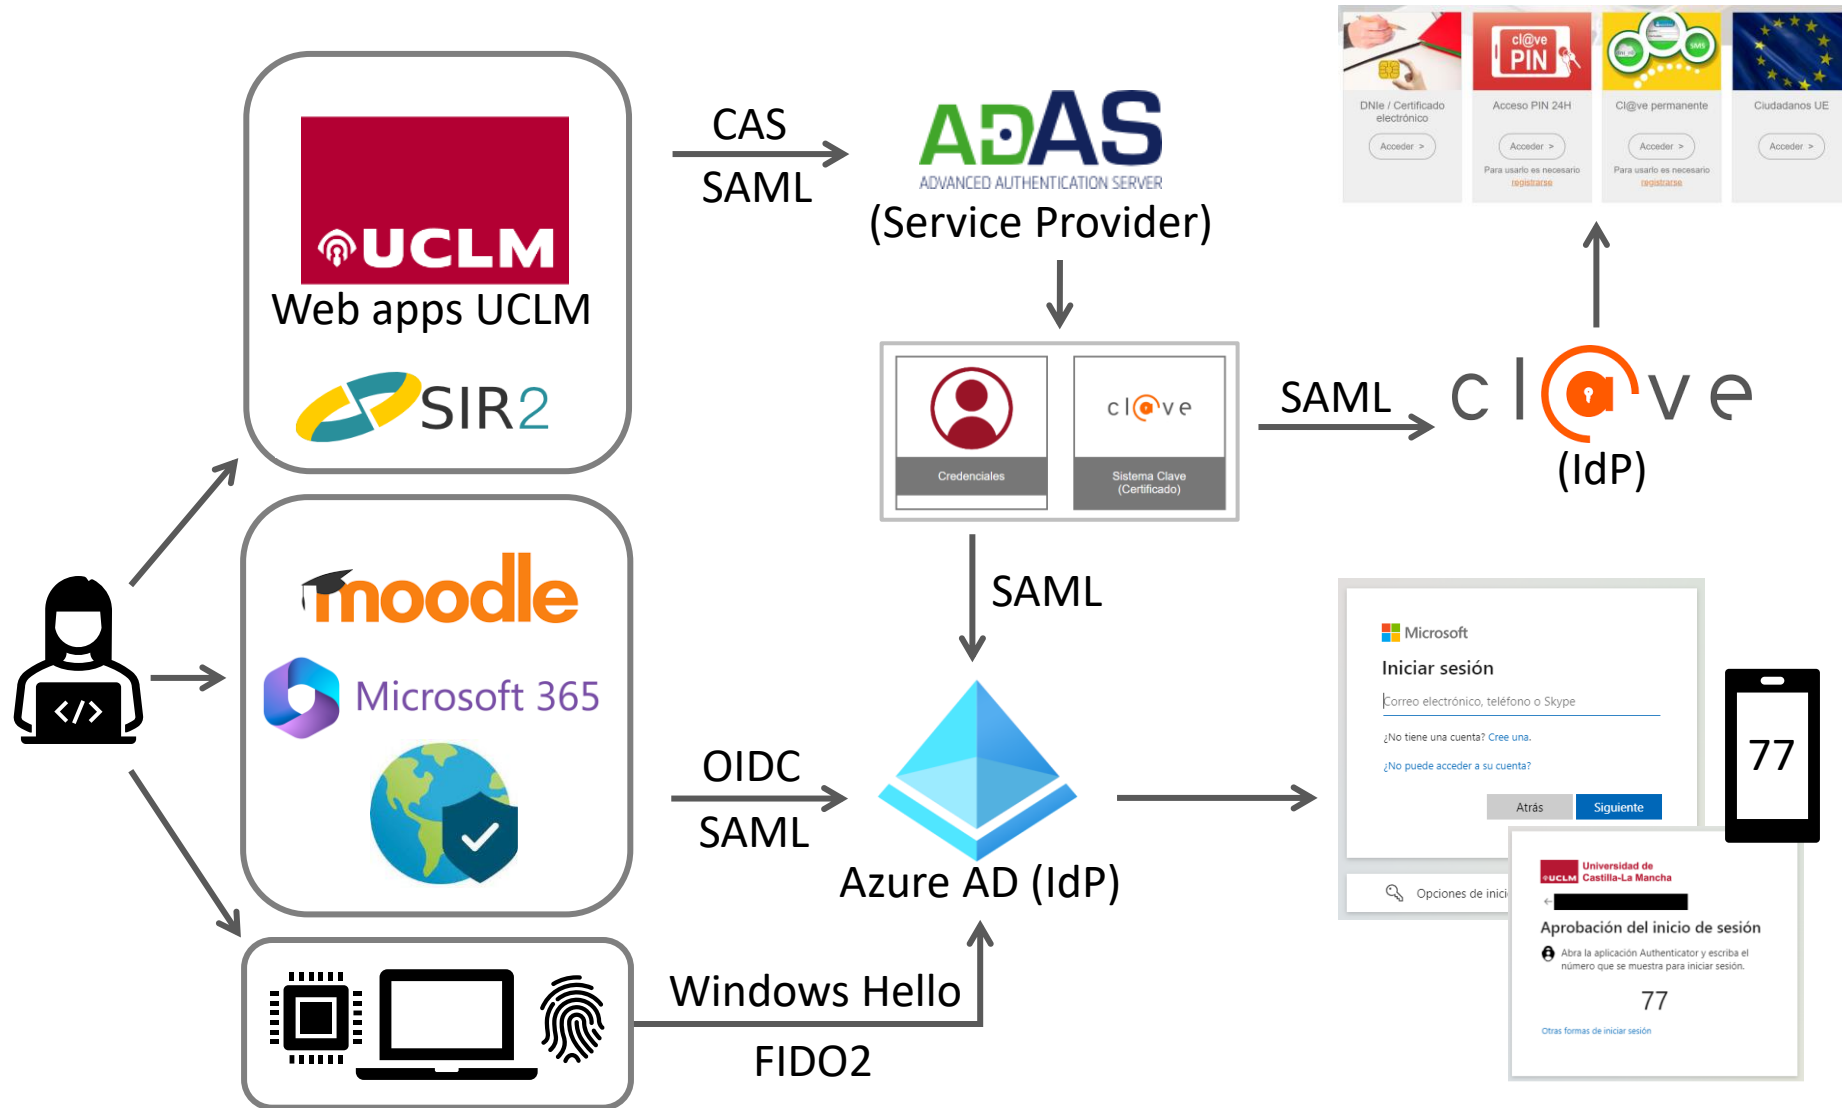 UCLM
Web apps UCLM
SIR2
CAS
SAML
ADAS
ADVANCED AUTHENTICATION SERVER
(Service Provider)
Credenciales
cl@ve
Sistema Clave
(Certificado)
SAML
cl@ve
(IdP)
DNIe / Certificado
electrónico
Acceder >
cl@ve
PIN
Acceso PIN 24H
Acceder >
Para usarlo es necesario
registrarse
SMS
Cl@ve permanente
Acceder >
Para usarlo es necesario
registrarse
Ciudadanos UE
Acceder >
</>
moodle
Microsoft 365
OIDC
SAML
SAML
Azure AD (IdP)
Windows Hello
FIDO2
Microsoft
Iniciar sesión
Correo electrónico, teléfono o Skype
¿No tiene una cuenta? Cree una.
¿No puede acceder a su cuenta?
Atrás
Siguiente
Opciones de inici
77
UCLM
Universidad de
Castilla-La Mancha
Aprobación del inicio de sesión
Abra la aplicación Authenticator y escriba el
número que se muestra para iniciar sesión.
77
Otras formas de iniciar sesión